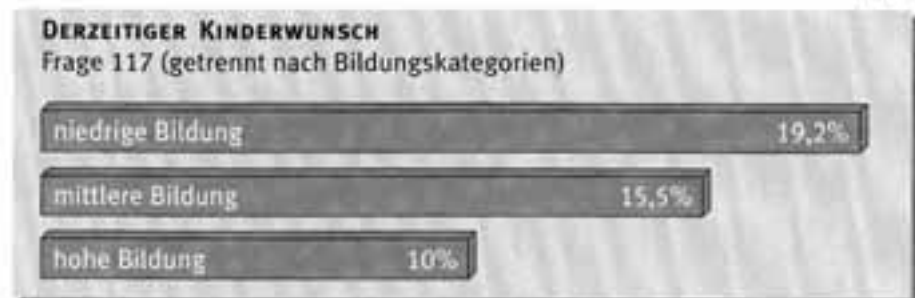 DERZEITIGER KINDERWUNSCH
Frage 117 (getrennt nach Bildungskategorien)
niedrige Bildung 19,2%
mittlere Bildung 15,5%
hohe Bildung 10%